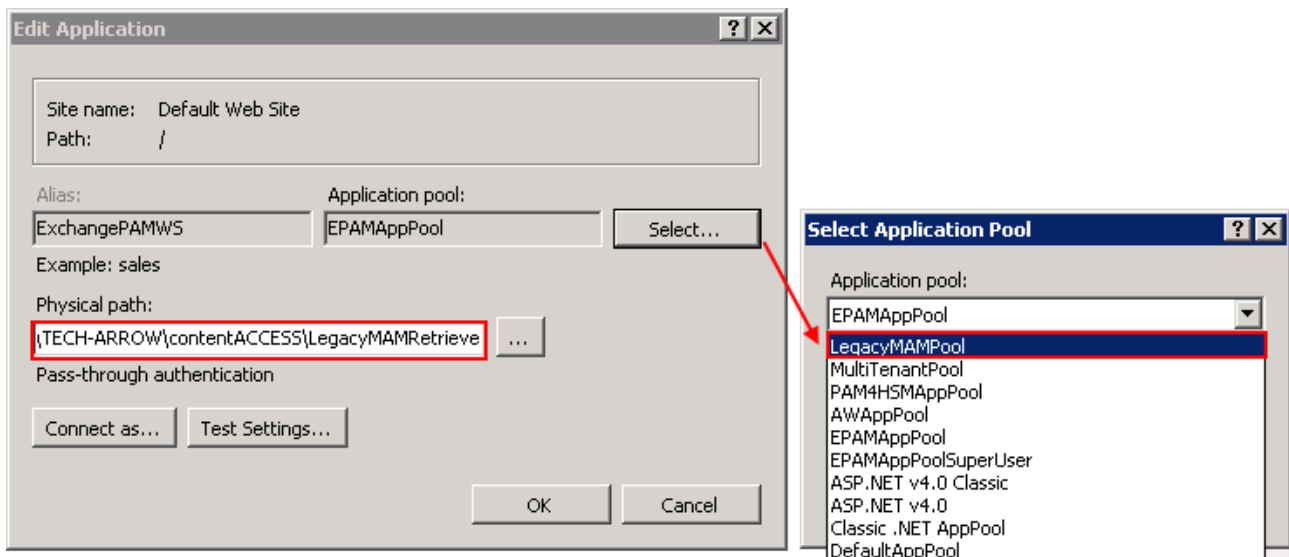 Edit Application
Site name: Default Web Site
Path: /
Alias:
Application pool:
ExchangePAMWS
EPAMAppPool
Select...
Example: sales
Physical path:
\TECH-ARROW\contentACCESS\LegacyMAMRetrieve
...
Pass-through authentication
Connect as...
Test Settings...
OK
Cancel
Select Application Pool
Application pool:
EPAMAppPool
LegacyMAMPool
MultiTenantPool
PAM4HSMAppPool
AWAppPool
EPAMAppPool
EPAMAppPoolSuperUser
ASP.NET v4.0 Classic
ASP.NET v4.0
Classic .NET AppPool
DefaultAppPool